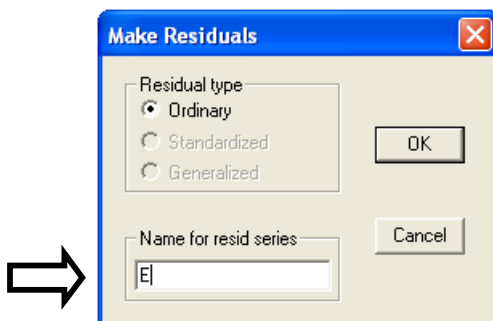 Make Residuals
Residual type
Ordinary
Standardized
Generalized
OK
Name for resid series
E
Cancel